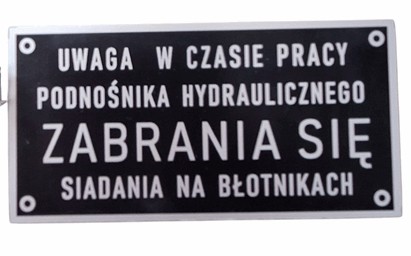 UWAGA W CZASIE PRACY
PODNOŚNIKA HYDRAULICZNEGO
ZABRANIA SIĘ
SIADANIA NA BŁOTNIKACH